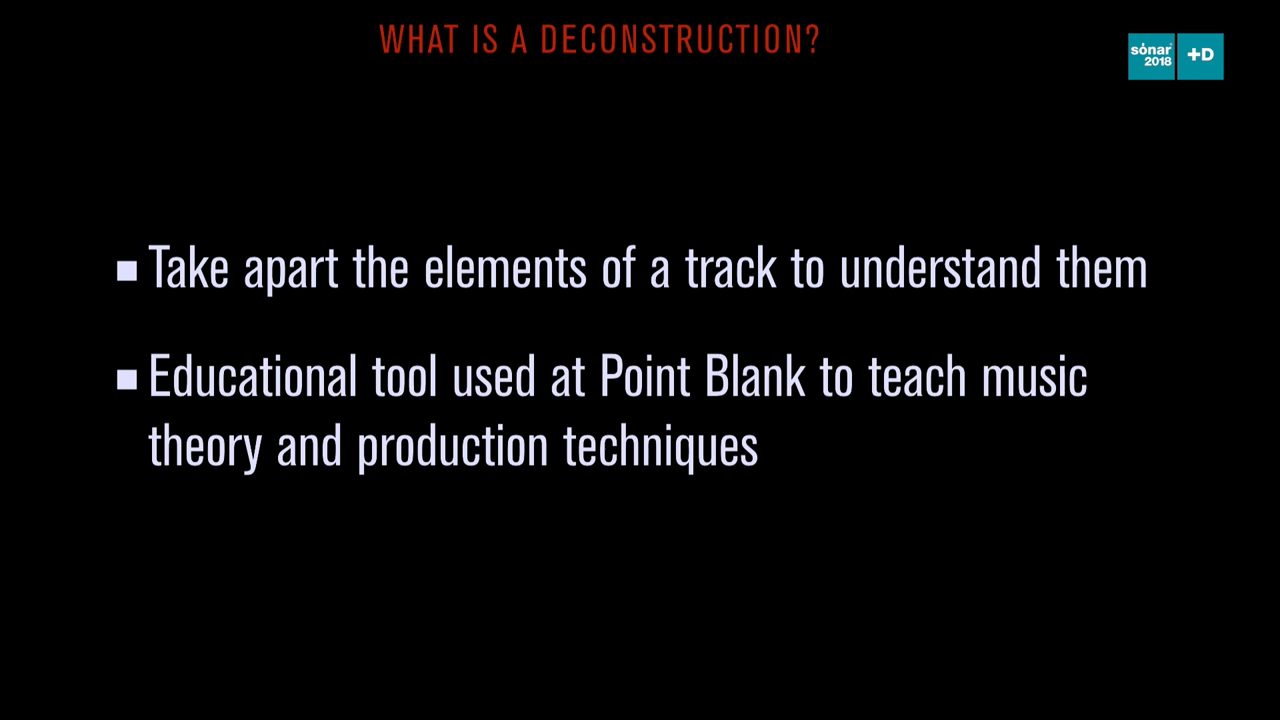 WHAT IS A DECONSTRUCTION?
sónar
2018
+D
Take apart the elements of a track to understand them
Educational tool used at Point Blank to teach music
theory and production techniques